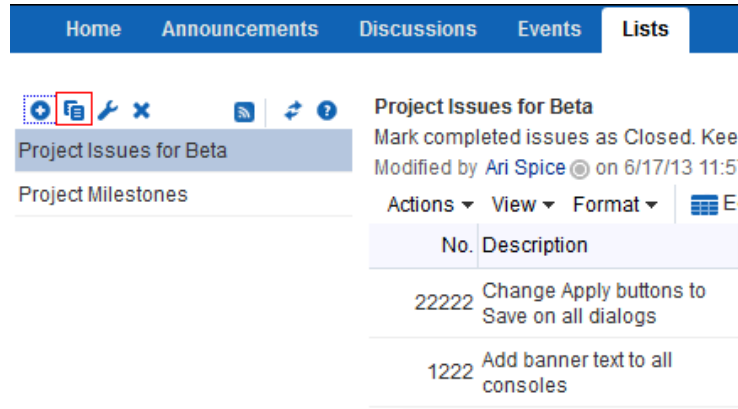 Home Announcements Discussions Events Lists
Project Issues for Beta
Project Milestones
Project Issues for Beta
Mark completed issues as Closed. Kee
Modified by Ari Spice on 6/17/13 11:5
Actions View Format E
No. Description
22222 Change Apply buttons to
Save on all dialogs
1222 Add banner text to all
consoles